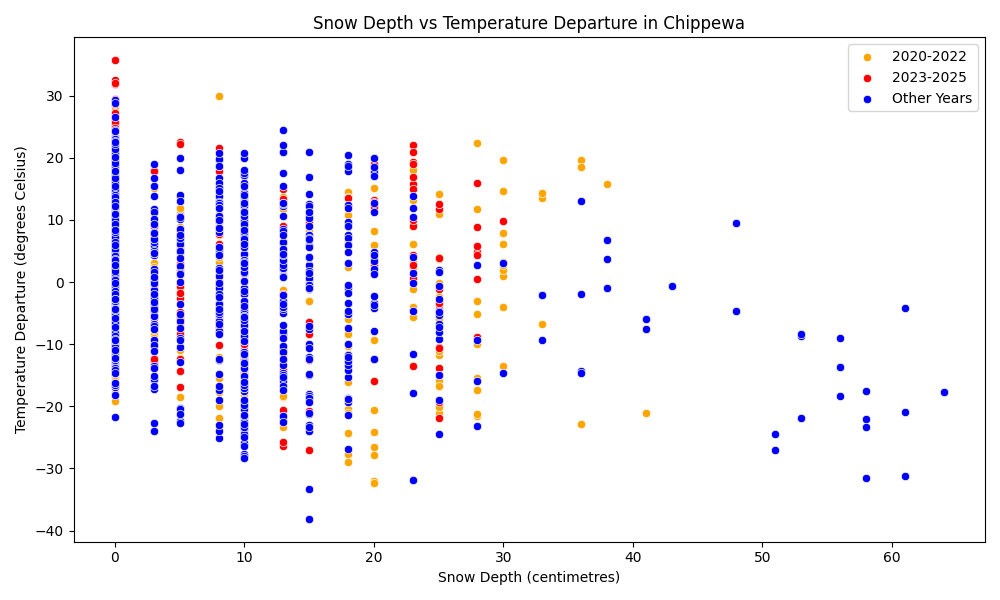 Snow Depth vs Temperature Departure in Chippewa
2020-2022
2023-2025
Other Years
Temperature Departure (degrees Celsius)
30
20
10
0
−10
−20
−30
−40
0 10 20 30 40 50 60
Snow Depth (centimetres)